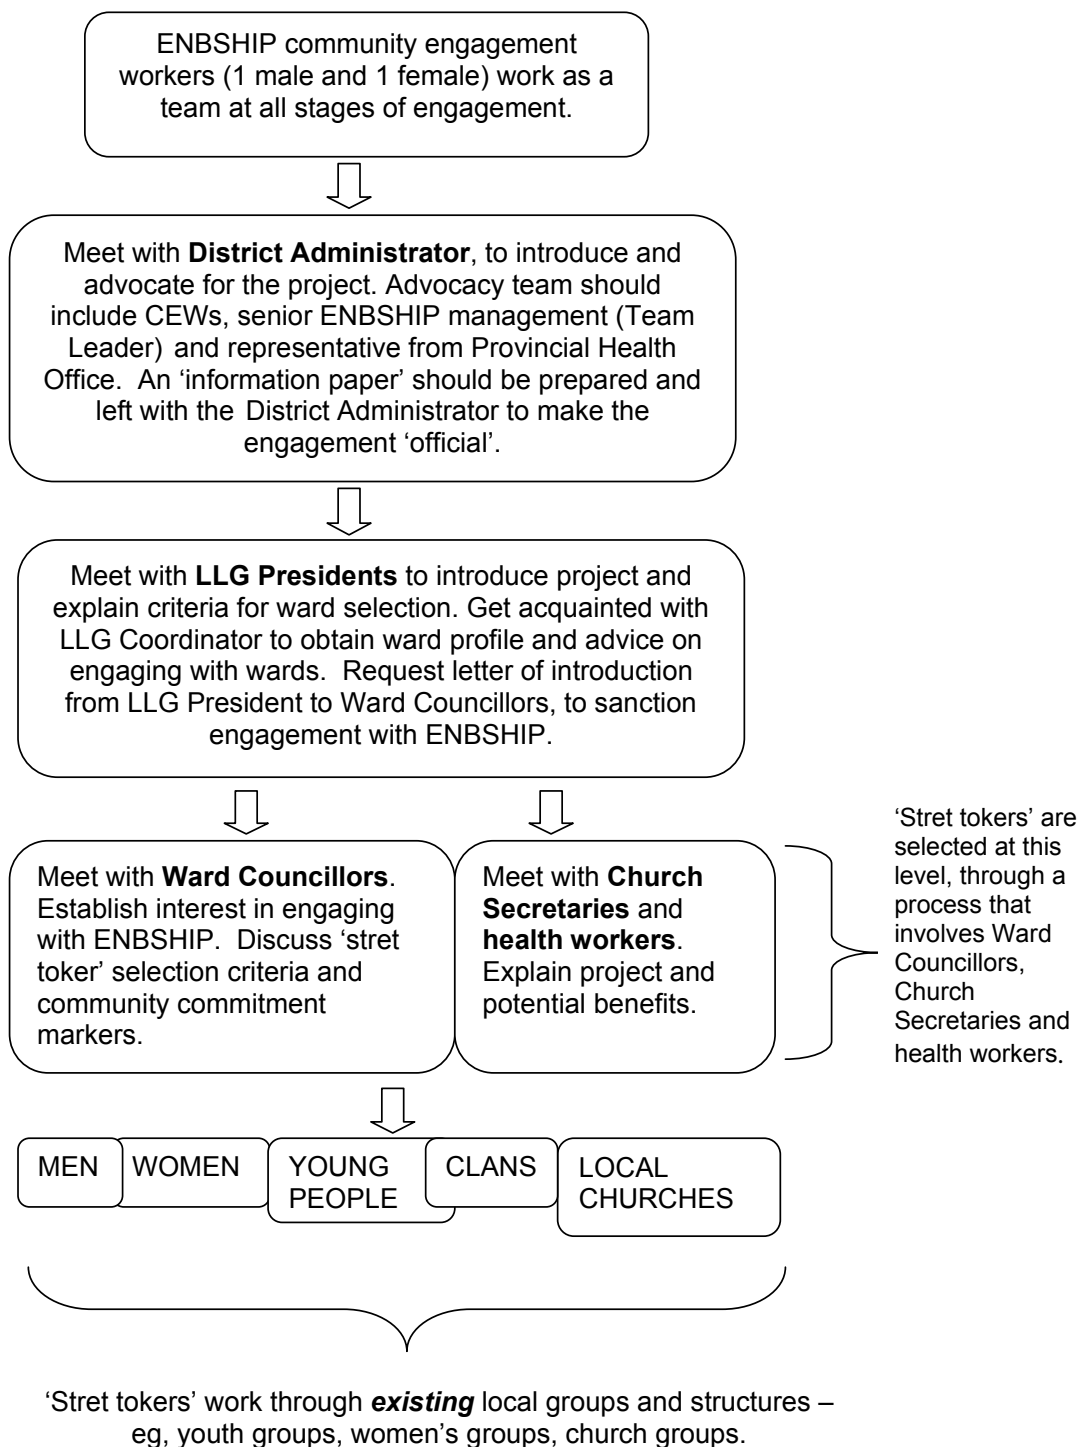 ENBSHIP community engagement
workers (1 male and 1 female) work as a
team at all stages of engagement.
Meet with District Administrator, to introduce and
advocate for the project. Advocacy team should
include CEWs, senior ENBSHIP management (Team
Leader) and representative from Provincial Health
Office. An ‘information paper’ should be prepared and
left with the District Administrator to make the
engagement ‘official’.
Meet with LLG Presidents to introduce project and
explain criteria for ward selection. Get acquainted with
LLG Coordinator to obtain ward profile and advice on
engaging with wards. Request letter of introduction
from LLG President to Ward Councillors, to sanction
engagement with ENBSHIP.
Meet with Ward Councillors.
Establish interest in engaging
with ENBSHIP. Discuss ‘stret
toker’ selection criteria and
community commitment
markers.
Meet with Church
Secretaries and
health workers.
Explain project and
potential benefits.
‘Stret tokers’ are
selected at this
level, through a
process that
involves Ward
Councillors,
Church
Secretaries and
health workers.
MEN
WOMEN
YOUNG
PEOPLE
CLANS
LOCAL
CHURCHES
‘Stret tokers’ work through existing local groups and structures –
eg, youth groups, women’s groups, church groups.